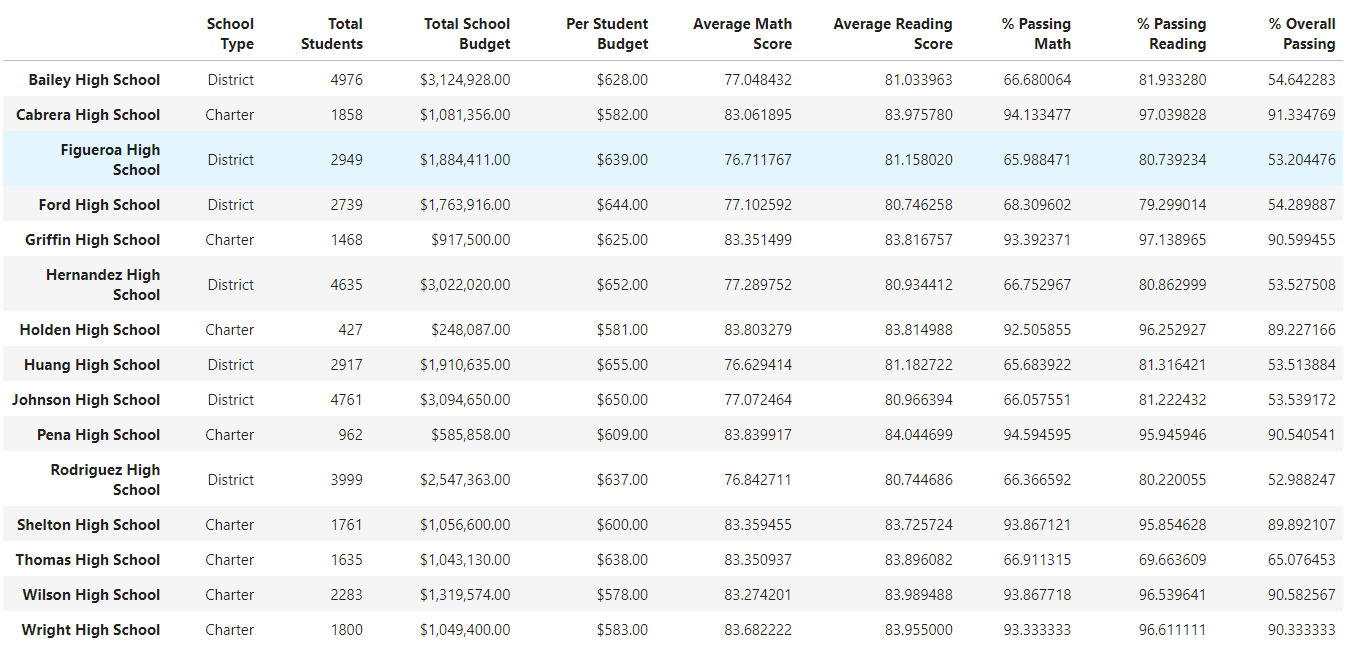 School Type Total Students Total School Budget Per Student Budget Average Math Score Average Reading Score % Passing Math % Passing Reading % Overall Passing
Bailey High School District 4976 $3,124,928.00 $628.00 77.048432 81.033963 66.680064 81.933280 54.642283
Cabrera High School Charter 1858 $1,081,356.00 $582.00 83.061895 83.975780 94.133477 97.039828 91.334769
Figueroa High School District 2949 $1,884,411.00 $639.00 76.711767 81.158020 65.988471 80.739234 53.204476
Ford High School District 2739 $1,763,916.00 $644.00 77.102592 80.746258 68.309602 79.299014 54.289887
Griffin High School Charter 1468 $917,500.00 $625.00 83.351499 83.816757 93.392371 97.138965 90.599455
Hernandez High School District 4635 $3,022,020.00 $652.00 77.289752 80.934412 66.752967 80.862999 53.527508
Holden High School Charter 427 $248,087.00 $581.00 83.803279 83.814988 92.505855 96.252927 89.227166
Huang High School District 2917 $1,910,635.00 $655.00 76.629414 81.182722 65.683922 81.316421 53.513884
Johnson High School District 4761 $3,094,650.00 $650.00 77.072464 80.966394 66.057551 81.222432 53.539172
Pena High School Charter 962 $585,858.00 $609.00 83.839917 84.044699 94.594595 95.945946 90.540541
Rodriguez High School District 3999 $2,547,363.00 $637.00 76.842711 80.744686 66.366592 80.220055 52.988247
Shelton High School Charter 1761 $1,056,600.00 $600.00 83.359455 83.725724 93.867121 95.854628 89.892107
Thomas High School Charter 1635 $1,043,130.00 $638.00 83.350937 83.896082 66.911315 69.663609 65.076453
Wilson High School Charter 2283 $1,319,574.00 $578.00 83.274201 83.989488 93.867718 96.539641 90.582567
Wright High School Charter 1800 $1,049,400.00 $583.00 83.682222 83.955000 93.333333 96.611111 90.333333